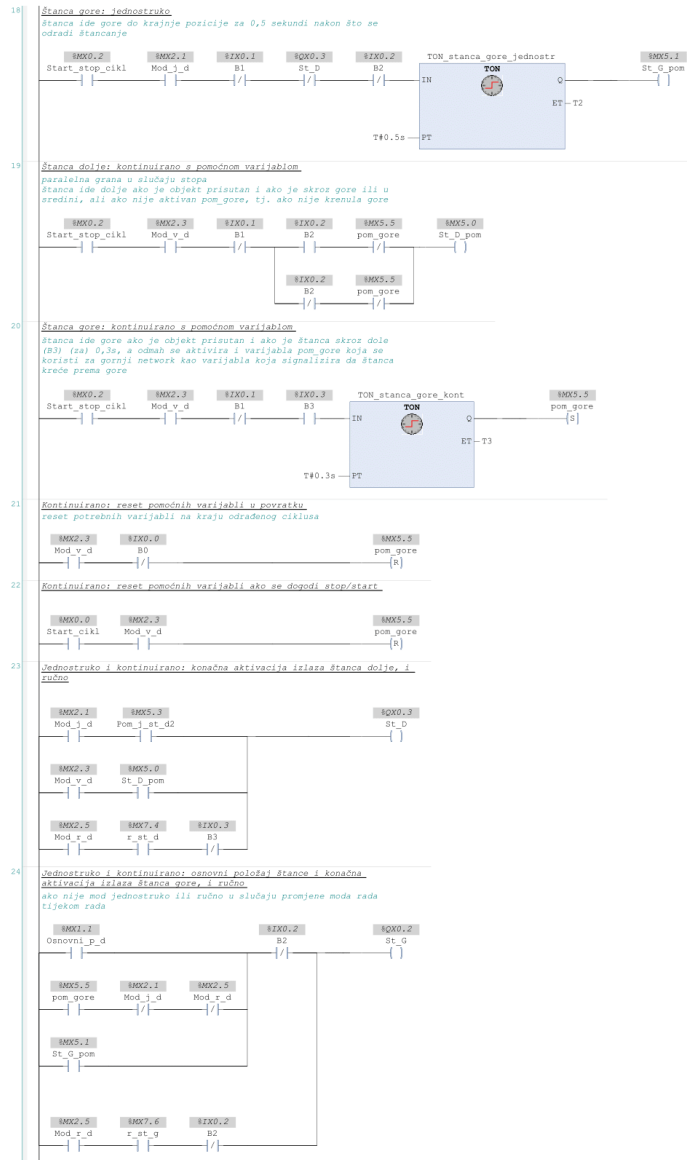 18
Štanca gore: jednostruko
štanca ide gore do krajnje pozicije za 0,5 sekundi nakon što se
odradi štancanje
%MX0.2 %MX2.1 %IX0.1 %QX0.3 %IX0.2 TON_stanca_gore_jednostr %MX5.1
Start_stop_cikl Mod_j_d B1 St_D B2 TON St_G_pom
IN Q
ET T2
T#0.5s PT
19
Štanca dolje: kontinuirano s pomoćnom varijablom
paralelna grana u slučaju stopa
štanca ide dolje ako je objekt prisutan i ako je skroz gore ili u
sredini, ali ako nije aktivan pom_gore, tj. ako nije krenula gore
%MX0.2 %MX2.3 %IX0.1 %IX0.2 %MX5.5 %MX5.0
Start_stop_cikl Mod_v_d B1 B2 pom_gore St_D_pom
%IX0.2 %MX5.5
B2 pom_gore
20
Štanca gore: kontinuirano s pomoćnom varijablom
štanca ide gore ako je objekt prisutan i ako je štanca skroz dole
(B3) (za) 0,3s, a odmah se aktivira i varijabla pom_gore koja se
koristi za gornji network kao varijabla koja signalizira da štanca
kreće prema gore
%MX0.2 %MX2.3 %IX0.1 %IX0.3 TON_stanca_gore_kont %MX5.5
Start_stop_cikl Mod_v_d B1 B3 TON pom_gore
IN Q S
ET T3
T#0.3s PT
21
Kontinuirano: reset pomoćnih varijabli u povratku
reset potrebnih varijabli na kraju odrađenog ciklusa
%MX2.3 %IX0.0 %MX5.5
Mod_v_d B0 pom_gore
R
22
Kontinuirano: reset pomoćnih varijabli ako se dogodi stop/start
%MX0.0 %MX2.3 %MX5.5
Start_cikl Mod_v_d pom_gore
R
23
Jednostruko i kontinuirano: konačna aktivacija izlaza štanca dolje, i
ručno
%MX2.1 %MX5.3 %QX0.3
Mod_j_d Pom_j_st_d2 St_D
%MX2.3 %MX5.0
Mod_v_d St_D_pom
%MX2.5 %MX7.4 %IX0.3
Mod_r_d r_st_d B3
24
Jednostruko i kontinuirano: osnovni položaj štance i konačna
aktivacija izlaza štanca gore, i ručno
ako nije mod jednostruko ili ručno u slučaju promjene moda rada
tijekom rada
%MX1.1 %IX0.2 %QX0.2
Osnovni_p_d B2 St_G
%MX5.5 %MX2.1 %MX2.5
pom_gore Mod_j_d Mod_r_d
%MX5.1
St_G_pom
%MX2.5 %MX7.6 %IX0.2
Mod_r_d r_st_g B2